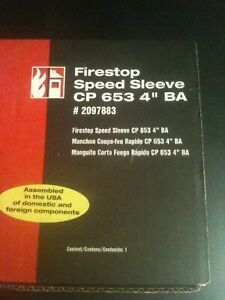 Firestop
Speed Sleeve
CP 653 4" BA
# 2097883
Firestop Speed Sleeve CP 653 4" BA
Manchon Coupe-feu Rapido CP 653 4" BA
Manguito Corta Fuego Rápido CP 653 4" BA
Assembled
in the USA
of domestic and
foreign components
Content/Contenu/Contenido: 1